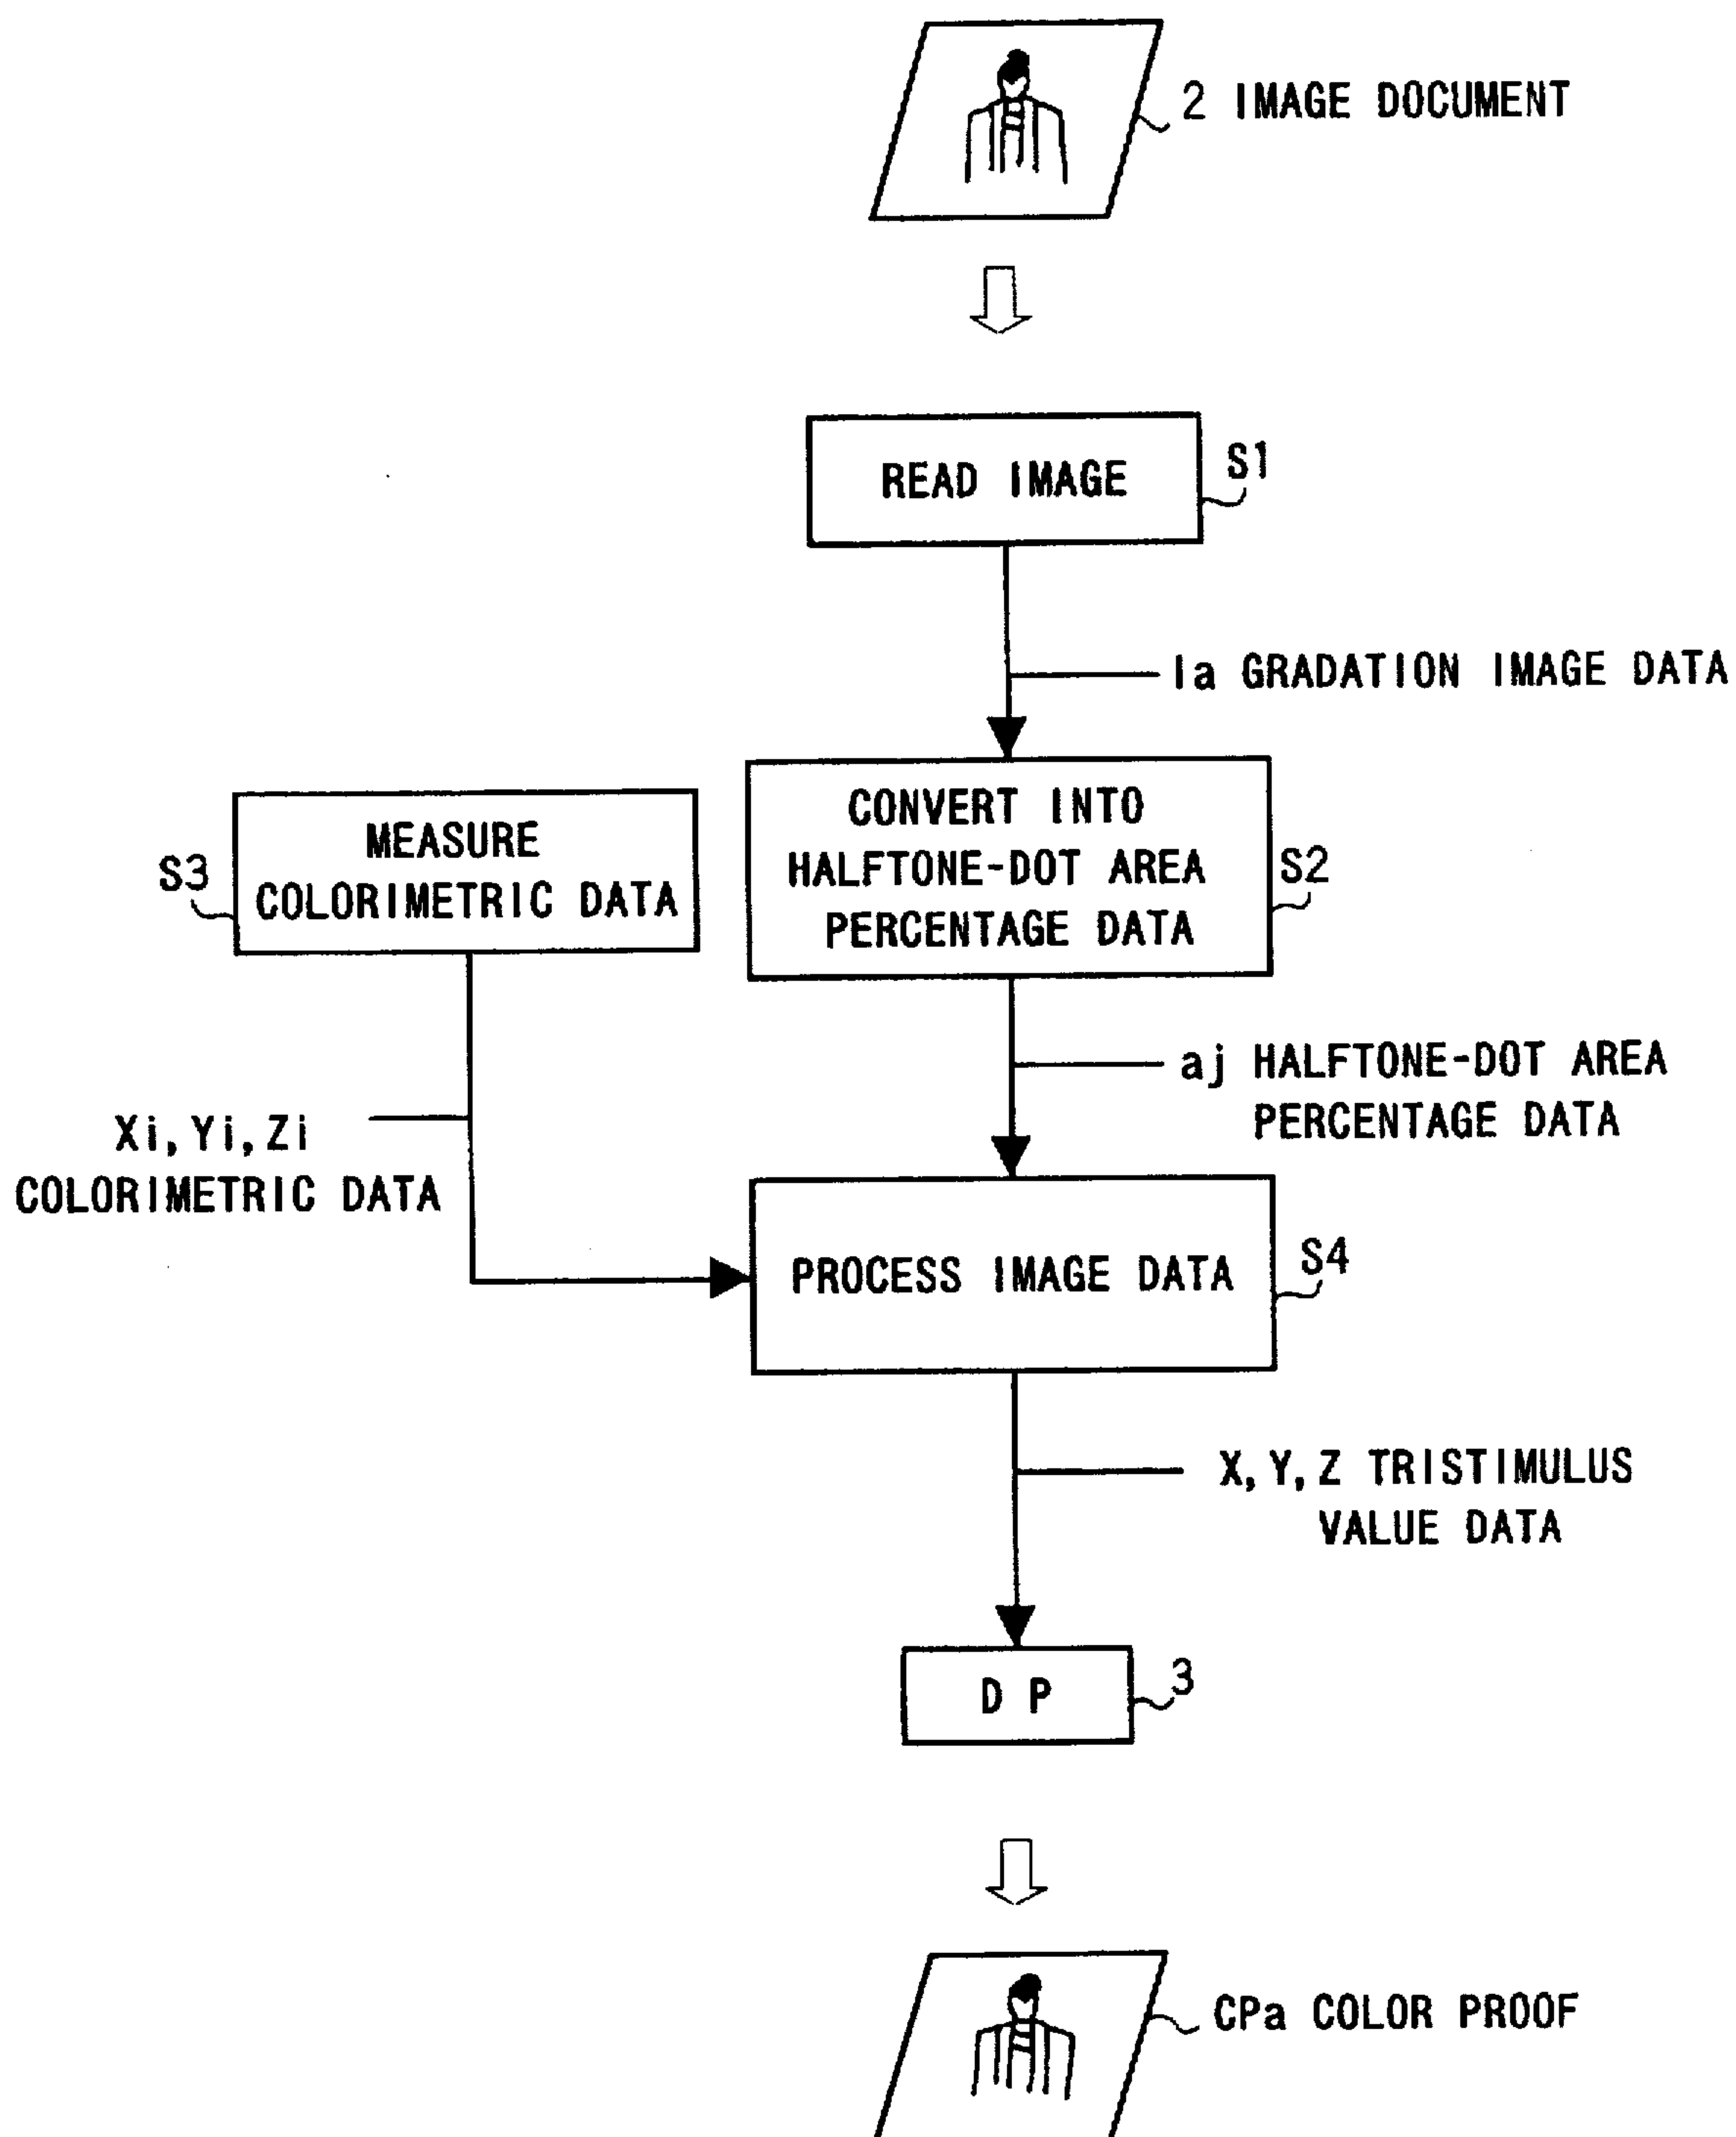 2 IMAGE DOCUMENT
READ IMAGE
S1
Ia GRADATION IMAGE DATA
CONVERT INTO
HALFTONE-DOT AREA
PERCENTAGE DATA
S2
MEASURE
COLORIMETRIC DATA
S3
aj HALFTONE-DOT AREA
PERCENTAGE DATA
Xi, Yi, Zi
COLORIMETRIC DATA
PROCESS IMAGE DATA
S4
X, Y, Z TRISTIMULUS
VALUE DATA
D P
3
CPa COLOR PROOF